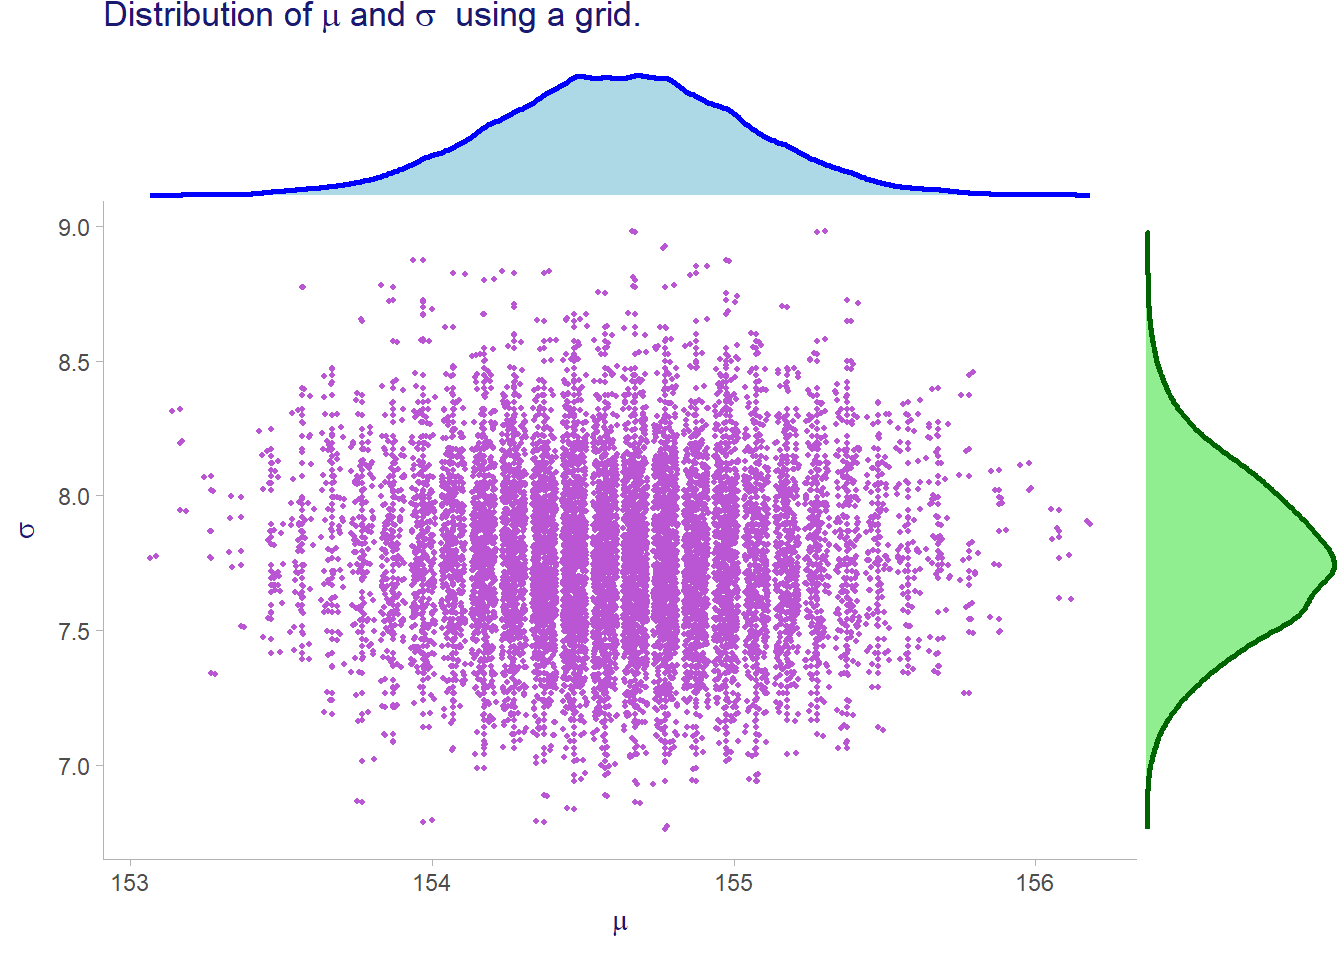 Distribution of μ and σ using a grid.
9.0
8.5
8.0
σ
7.5
7.0
153 154 155 156
μ